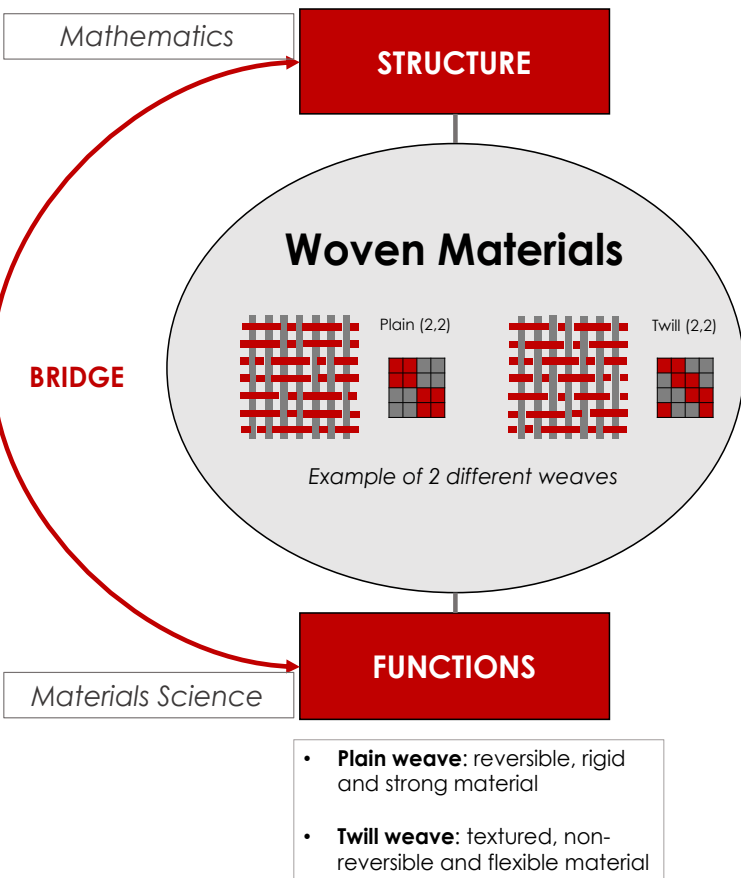 Mathematics
STRUCTURE
Woven Materials
Plain (2,2)
Twill (2,2)
BRIDGE
Example of 2 different weaves
FUNCTIONS
Materials Science
• Plain weave: reversible, rigid
and strong material
• Twill weave: textured, non-
reversible and flexible material